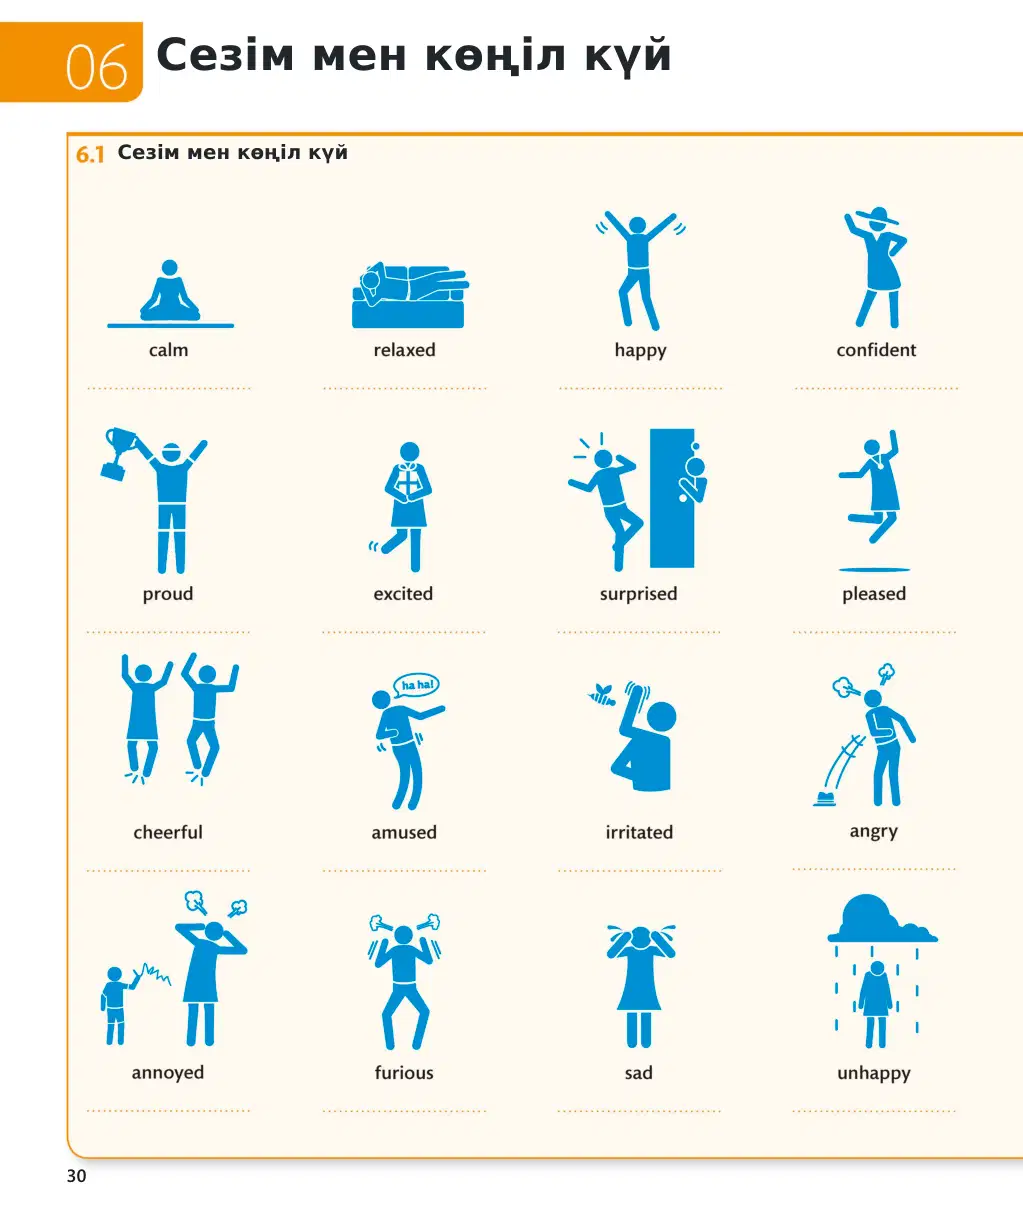 06 Сезім мен көңіл күй
6.1 Сезім мен көңіл күй
calm relaxed happy confident
proud excited surprised pleased
ha ha!
cheerful amused irritated angry
annoyed furious sad unhappy
30